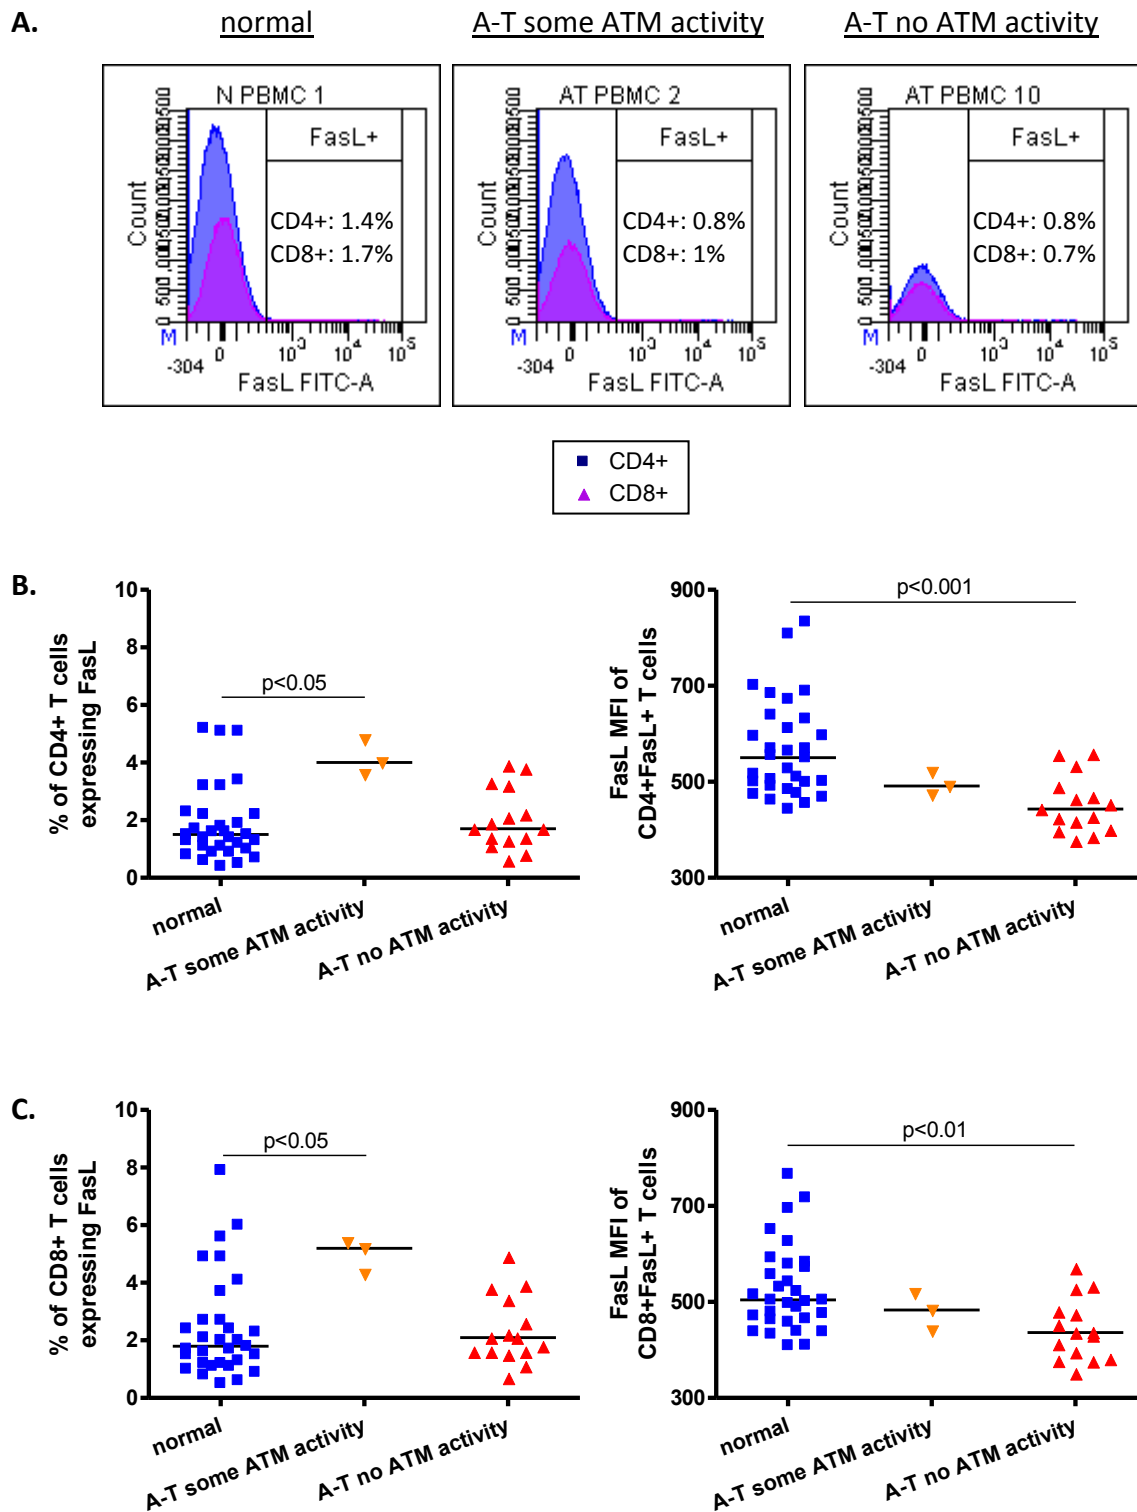 A.
normal
A-T some ATM activity
A-T no ATM activity
N PBMC 1
FasL+
CD4+: 1.4%
CD8+: 1.7%
Count
0
M
-304
0
10³
10⁴
10⁵
FasL FITC-A
AT PBMC 2
FasL+
CD4+: 0.8%
CD8+: 1%
Count
0
M
-304
0
10³
10⁴
10⁵
FasL FITC-A
AT PBMC 10
FasL+
CD4+: 0.8%
CD8+: 0.7%
Count
0
M
-304
0
10³
10⁴
10⁵
FasL FITC-A
CD4+
CD8+
B.
% of CD4+ T cells
expressing FasL
10
8
6
4
2
0
p<0.05
normal
A-T some ATM activity
A-T no ATM activity
FasL MFI of
CD4+FasL+ T cells
900
700
500
300
p<0.001
normal
A-T some ATM activity
A-T no ATM activity
C.
% of CD8+ T cells
expressing FasL
10
8
6
4
2
0
p<0.05
normal
A-T some ATM activity
A-T no ATM activity
FasL MFI of
CD8+FasL+ T cells
900
700
500
300
p<0.01
normal
A-T some ATM activity
A-T no ATM activity